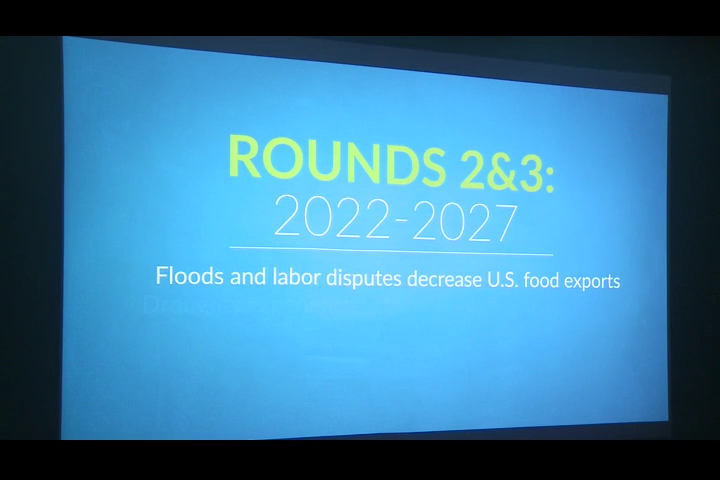 ROUNDS 2&3:
2022-2027
Floods and labor disputes decrease U.S. food exports